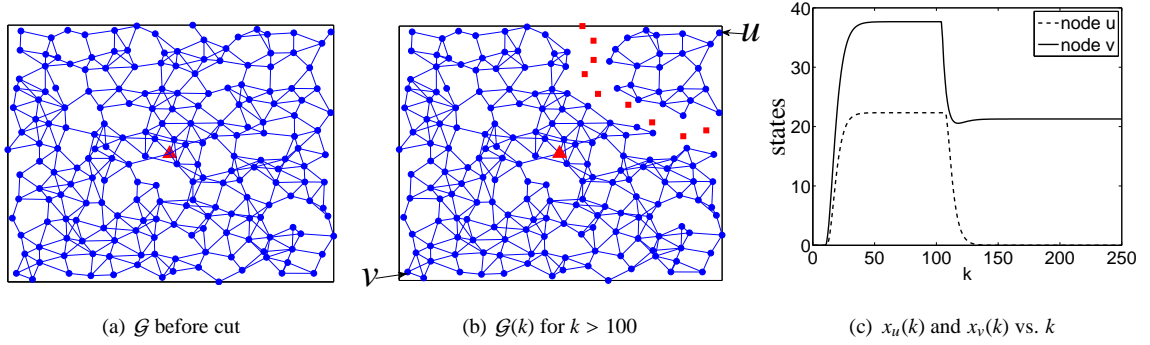 u
v
node u
node v
states
40
30
20
10
0
0 50 100 150 200 250
k
(a) 𝒢 before cut
(b) 𝒢(k) for k > 100
(c) x_u(k) and x_v(k) vs. k